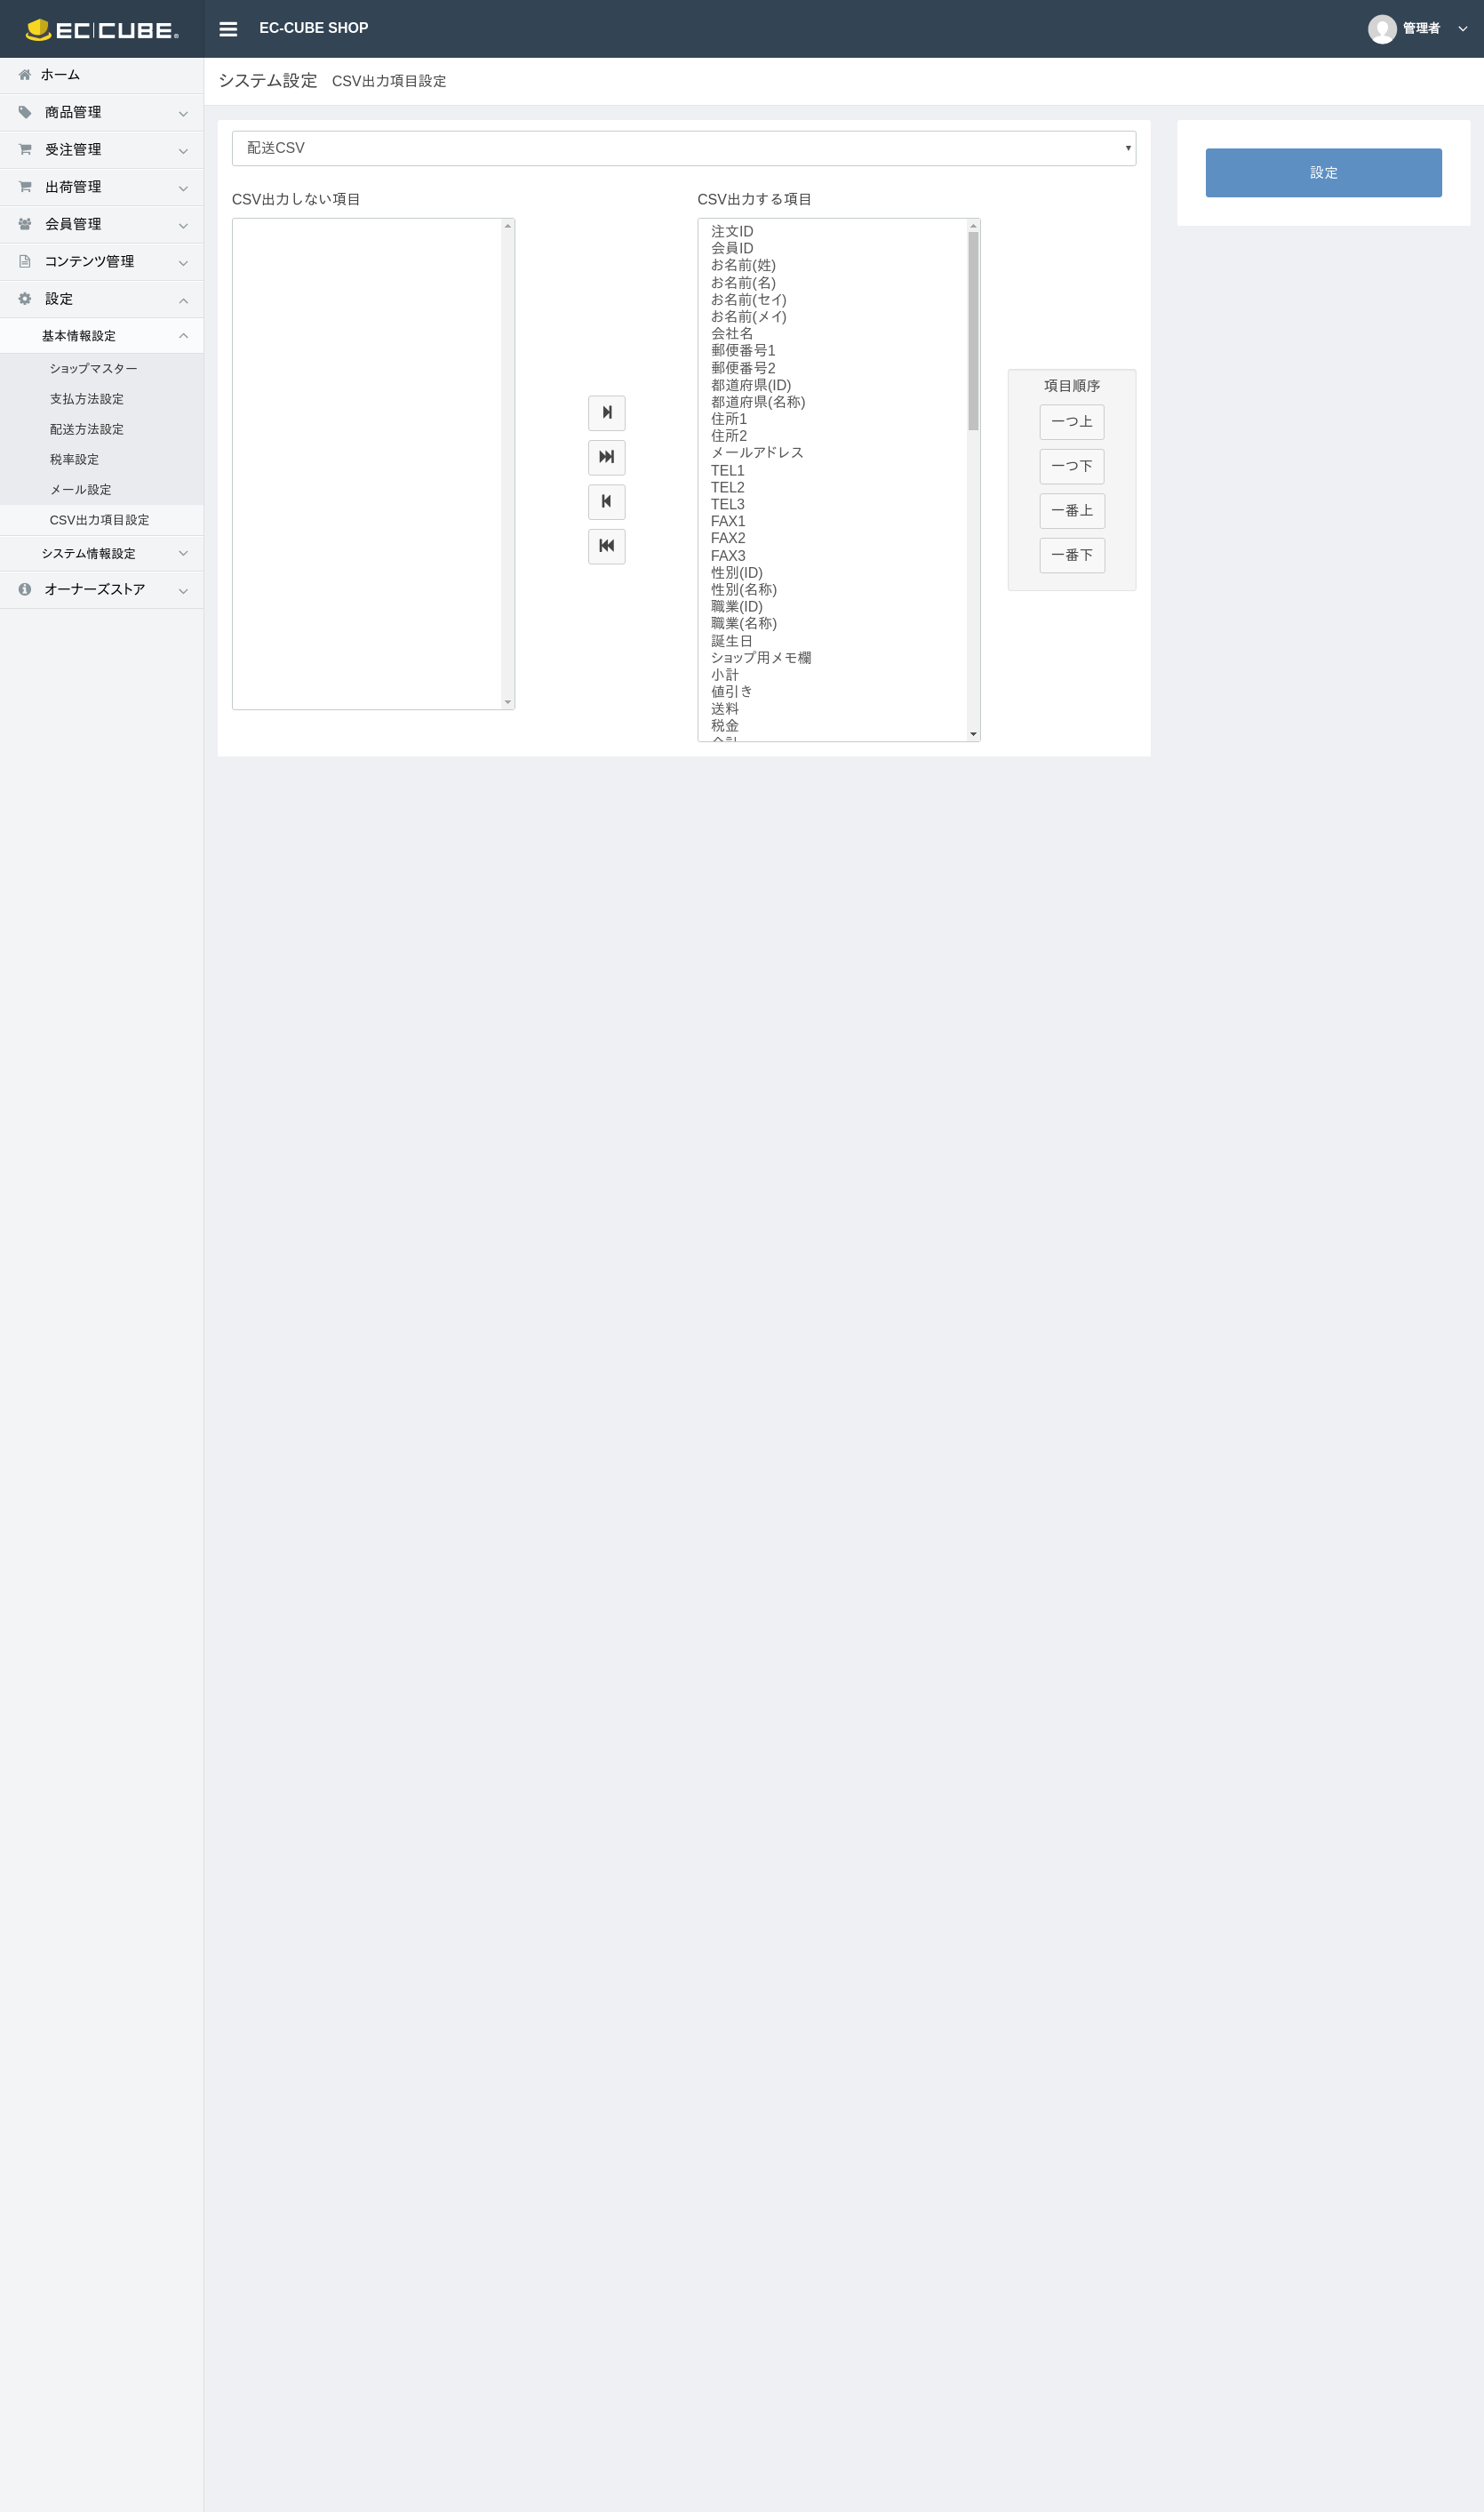 EC CUBE®
EC-CUBE SHOP
管理者
ホーム
商品管理
受注管理
出荷管理
会員管理
コンテンツ管理
設定
基本情報設定
ショップマスター
支払方法設定
配送方法設定
税率設定
メール設定
CSV出力項目設定
システム情報設定
オーナーズストア
システム設定 CSV出力項目設定
配送CSV
CSV出力しない項目
CSV出力する項目
注文ID
会員ID
お名前(姓)
お名前(名)
お名前(セイ)
お名前(メイ)
会社名
郵便番号1
郵便番号2
都道府県(ID)
都道府県(名称)
住所1
住所2
メールアドレス
TEL1
TEL2
TEL3
FAX1
FAX2
FAX3
性別(ID)
性別(名称)
職業(ID)
職業(名称)
誕生日
ショップ用メモ欄
小計
値引き
送料
税金
項目順序
一つ上
一つ下
一番上
一番下
設定